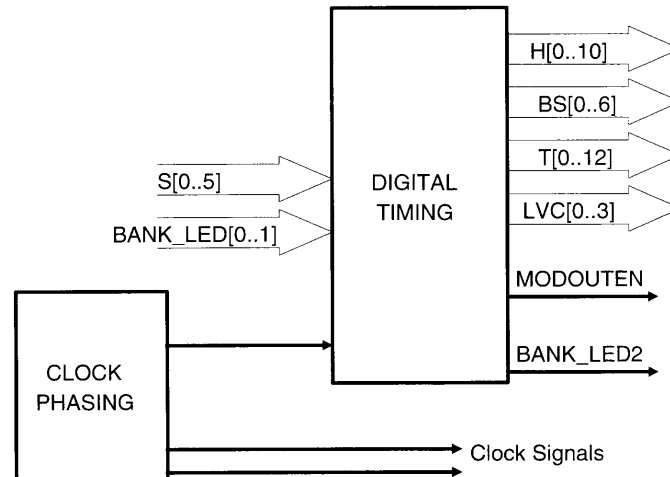 H[0..10]
BS[0..6]
T[0..12]
LVC[0..3]
S[0..5]
BANK_LED[0..1]
DIGITAL
TIMING
MODOUTEN
BANK_LED2
CLOCK
PHASING
Clock Signals